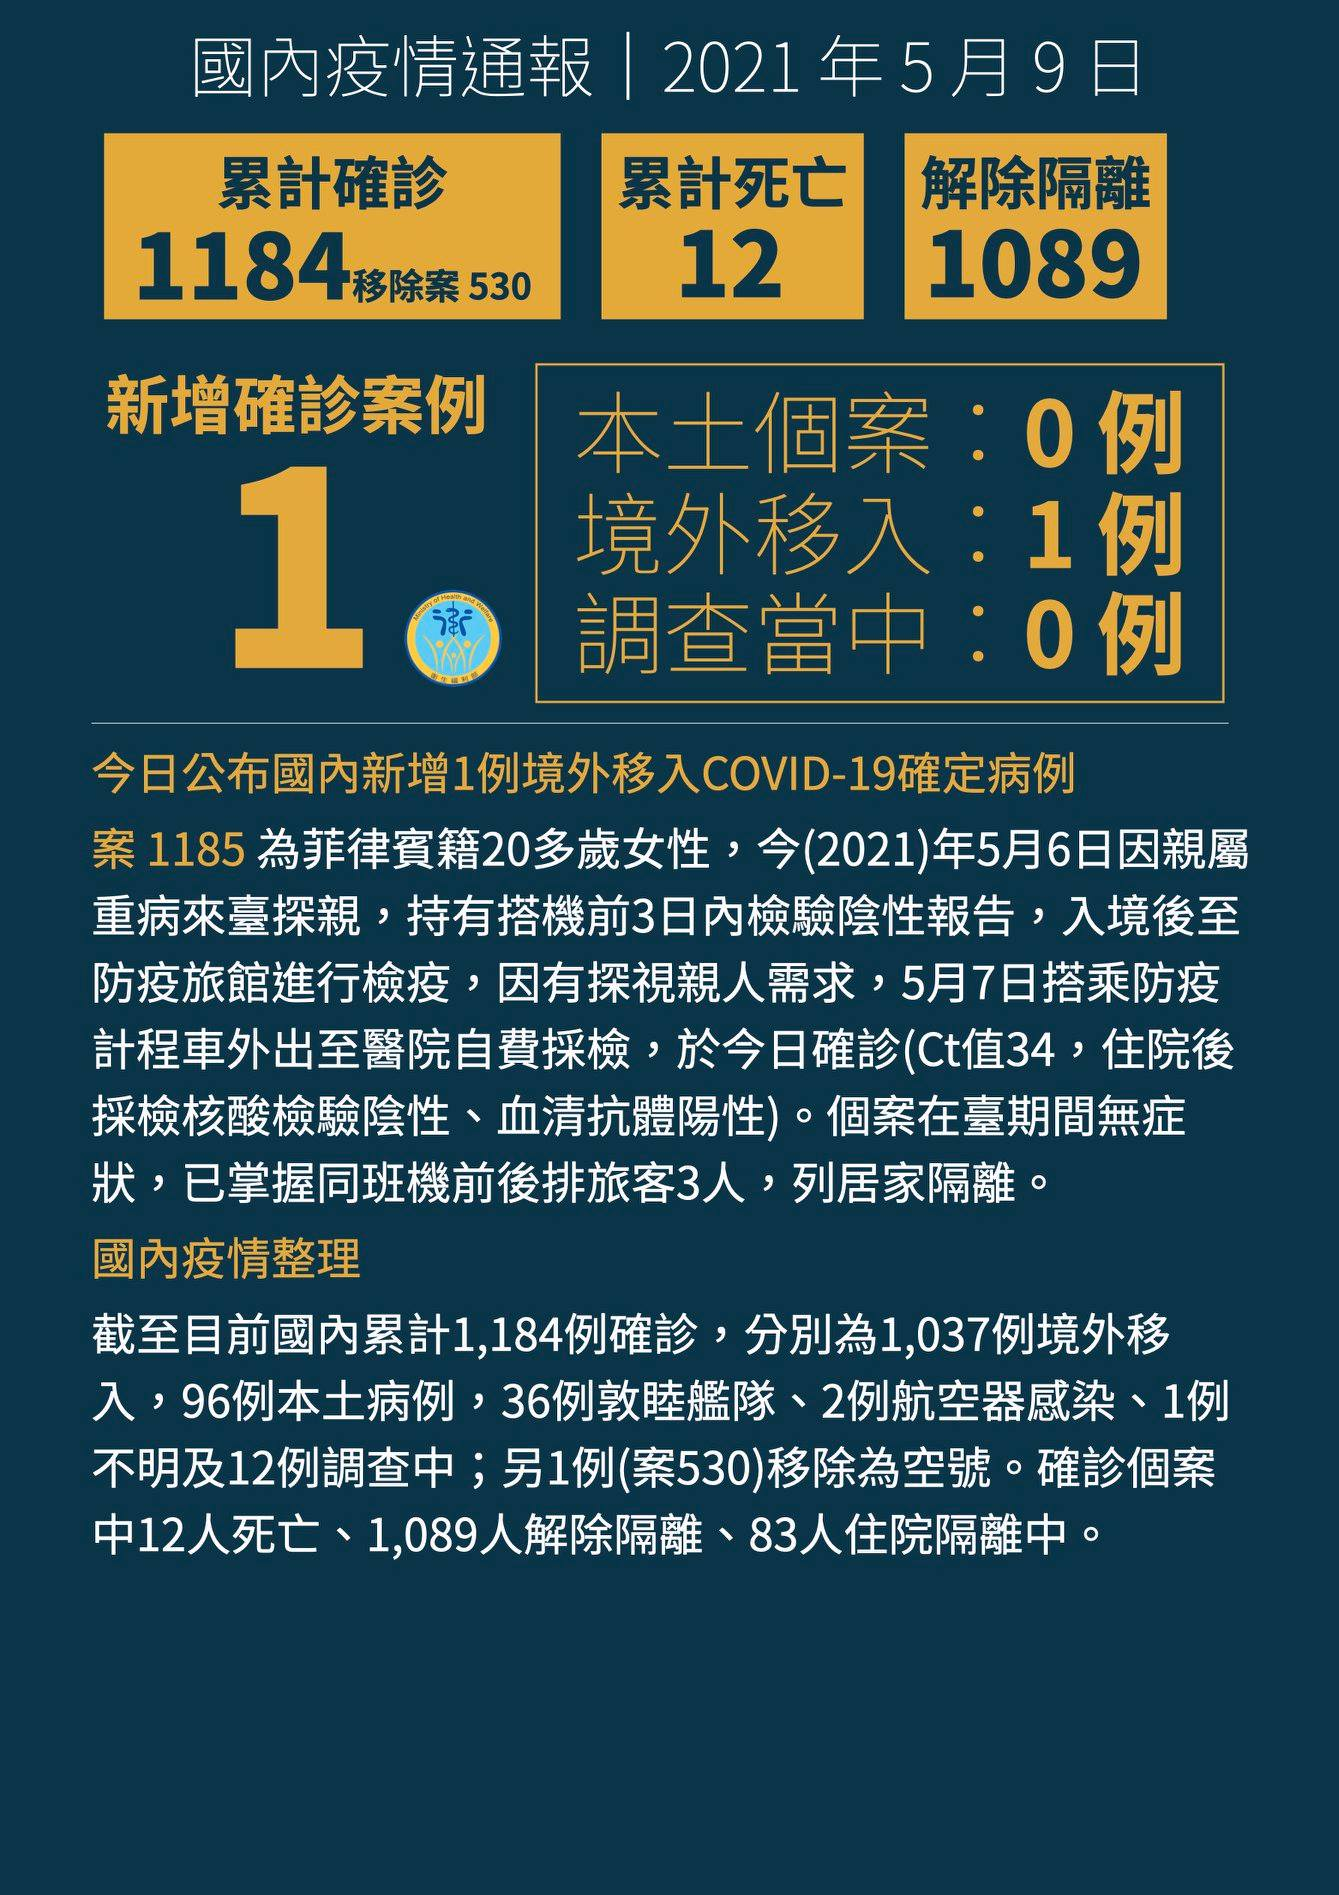 國內疫情通報｜2021 年 5 月 9 日
累計確診
1184移除案 530
累計死亡
12
解除隔離
1089
新增確診案例
1
Ministry of Health and Welfare
衛生福利部
本土個案：0 例
境外移入：1 例
調查當中：0 例
今日公布國內新增1例境外移入COVID-19確定病例
案 1185 為菲律賓籍20多歲女性，今(2021)年5月6日因親屬
重病來臺探親，持有搭機前3日內檢驗陰性報告，入境後至
防疫旅館進行檢疫，因有探視親人需求，5月7日搭乘防疫
計程車外出至醫院自費採檢，於今日確診(Ct值34，住院後
採檢核酸檢驗陰性、血清抗體陽性)。個案在臺期間無症
狀，已掌握同班機前後排旅客3人，列居家隔離。
國內疫情整理
截至目前國內累計1,184例確診，分別為1,037例境外移
入，96例本土病例，36例敦睦艦隊、2例航空器感染、1例
不明及12例調查中；另1例(案530)移除為空號。確診個案
中12人死亡、1,089人解除隔離、83人住院隔離中。